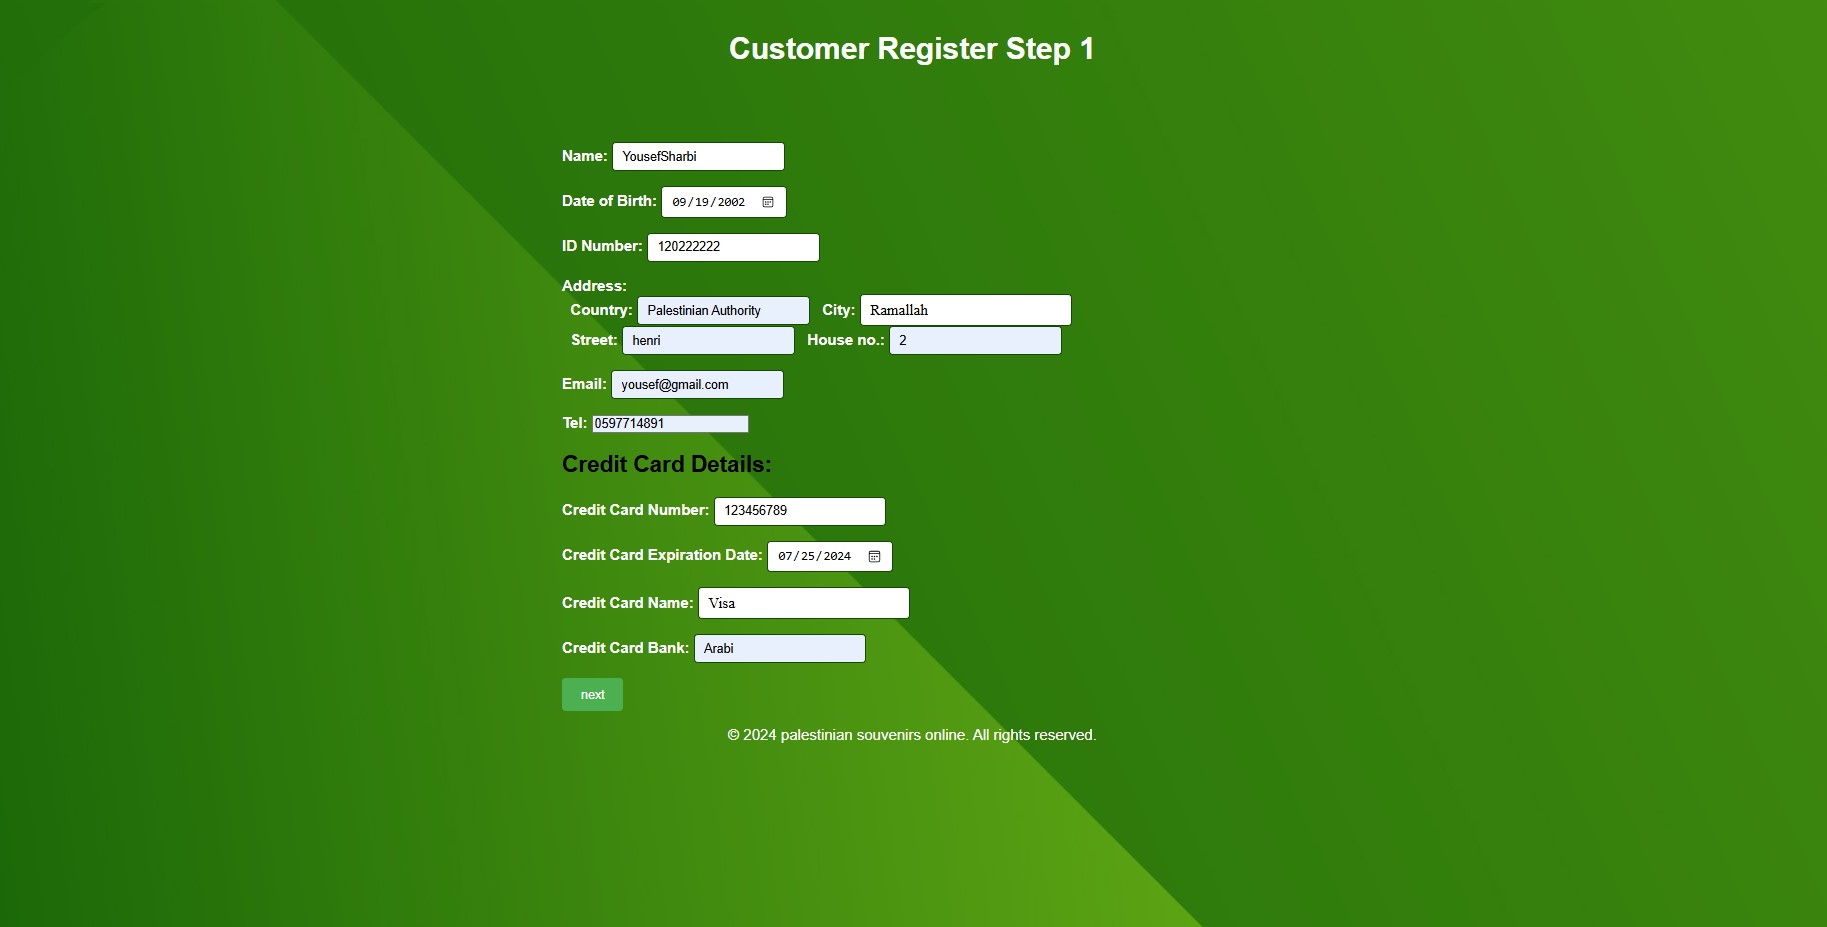 Customer Register Step 1
Name: YousefSharbi
Date of Birth: 09/19/2002
ID Number: 120222222
Address:
Country: Palestinian Authority City: Ramallah
Street: henri House no.: 2
Email: yousef@gmail.com
Tel: 0597714891
Credit Card Details:
Credit Card Number: 123456789
Credit Card Expiration Date: 07/25/2024
Credit Card Name: Visa
Credit Card Bank: Arabi
next
© 2024 palestinian souvenirs online. All rights reserved.